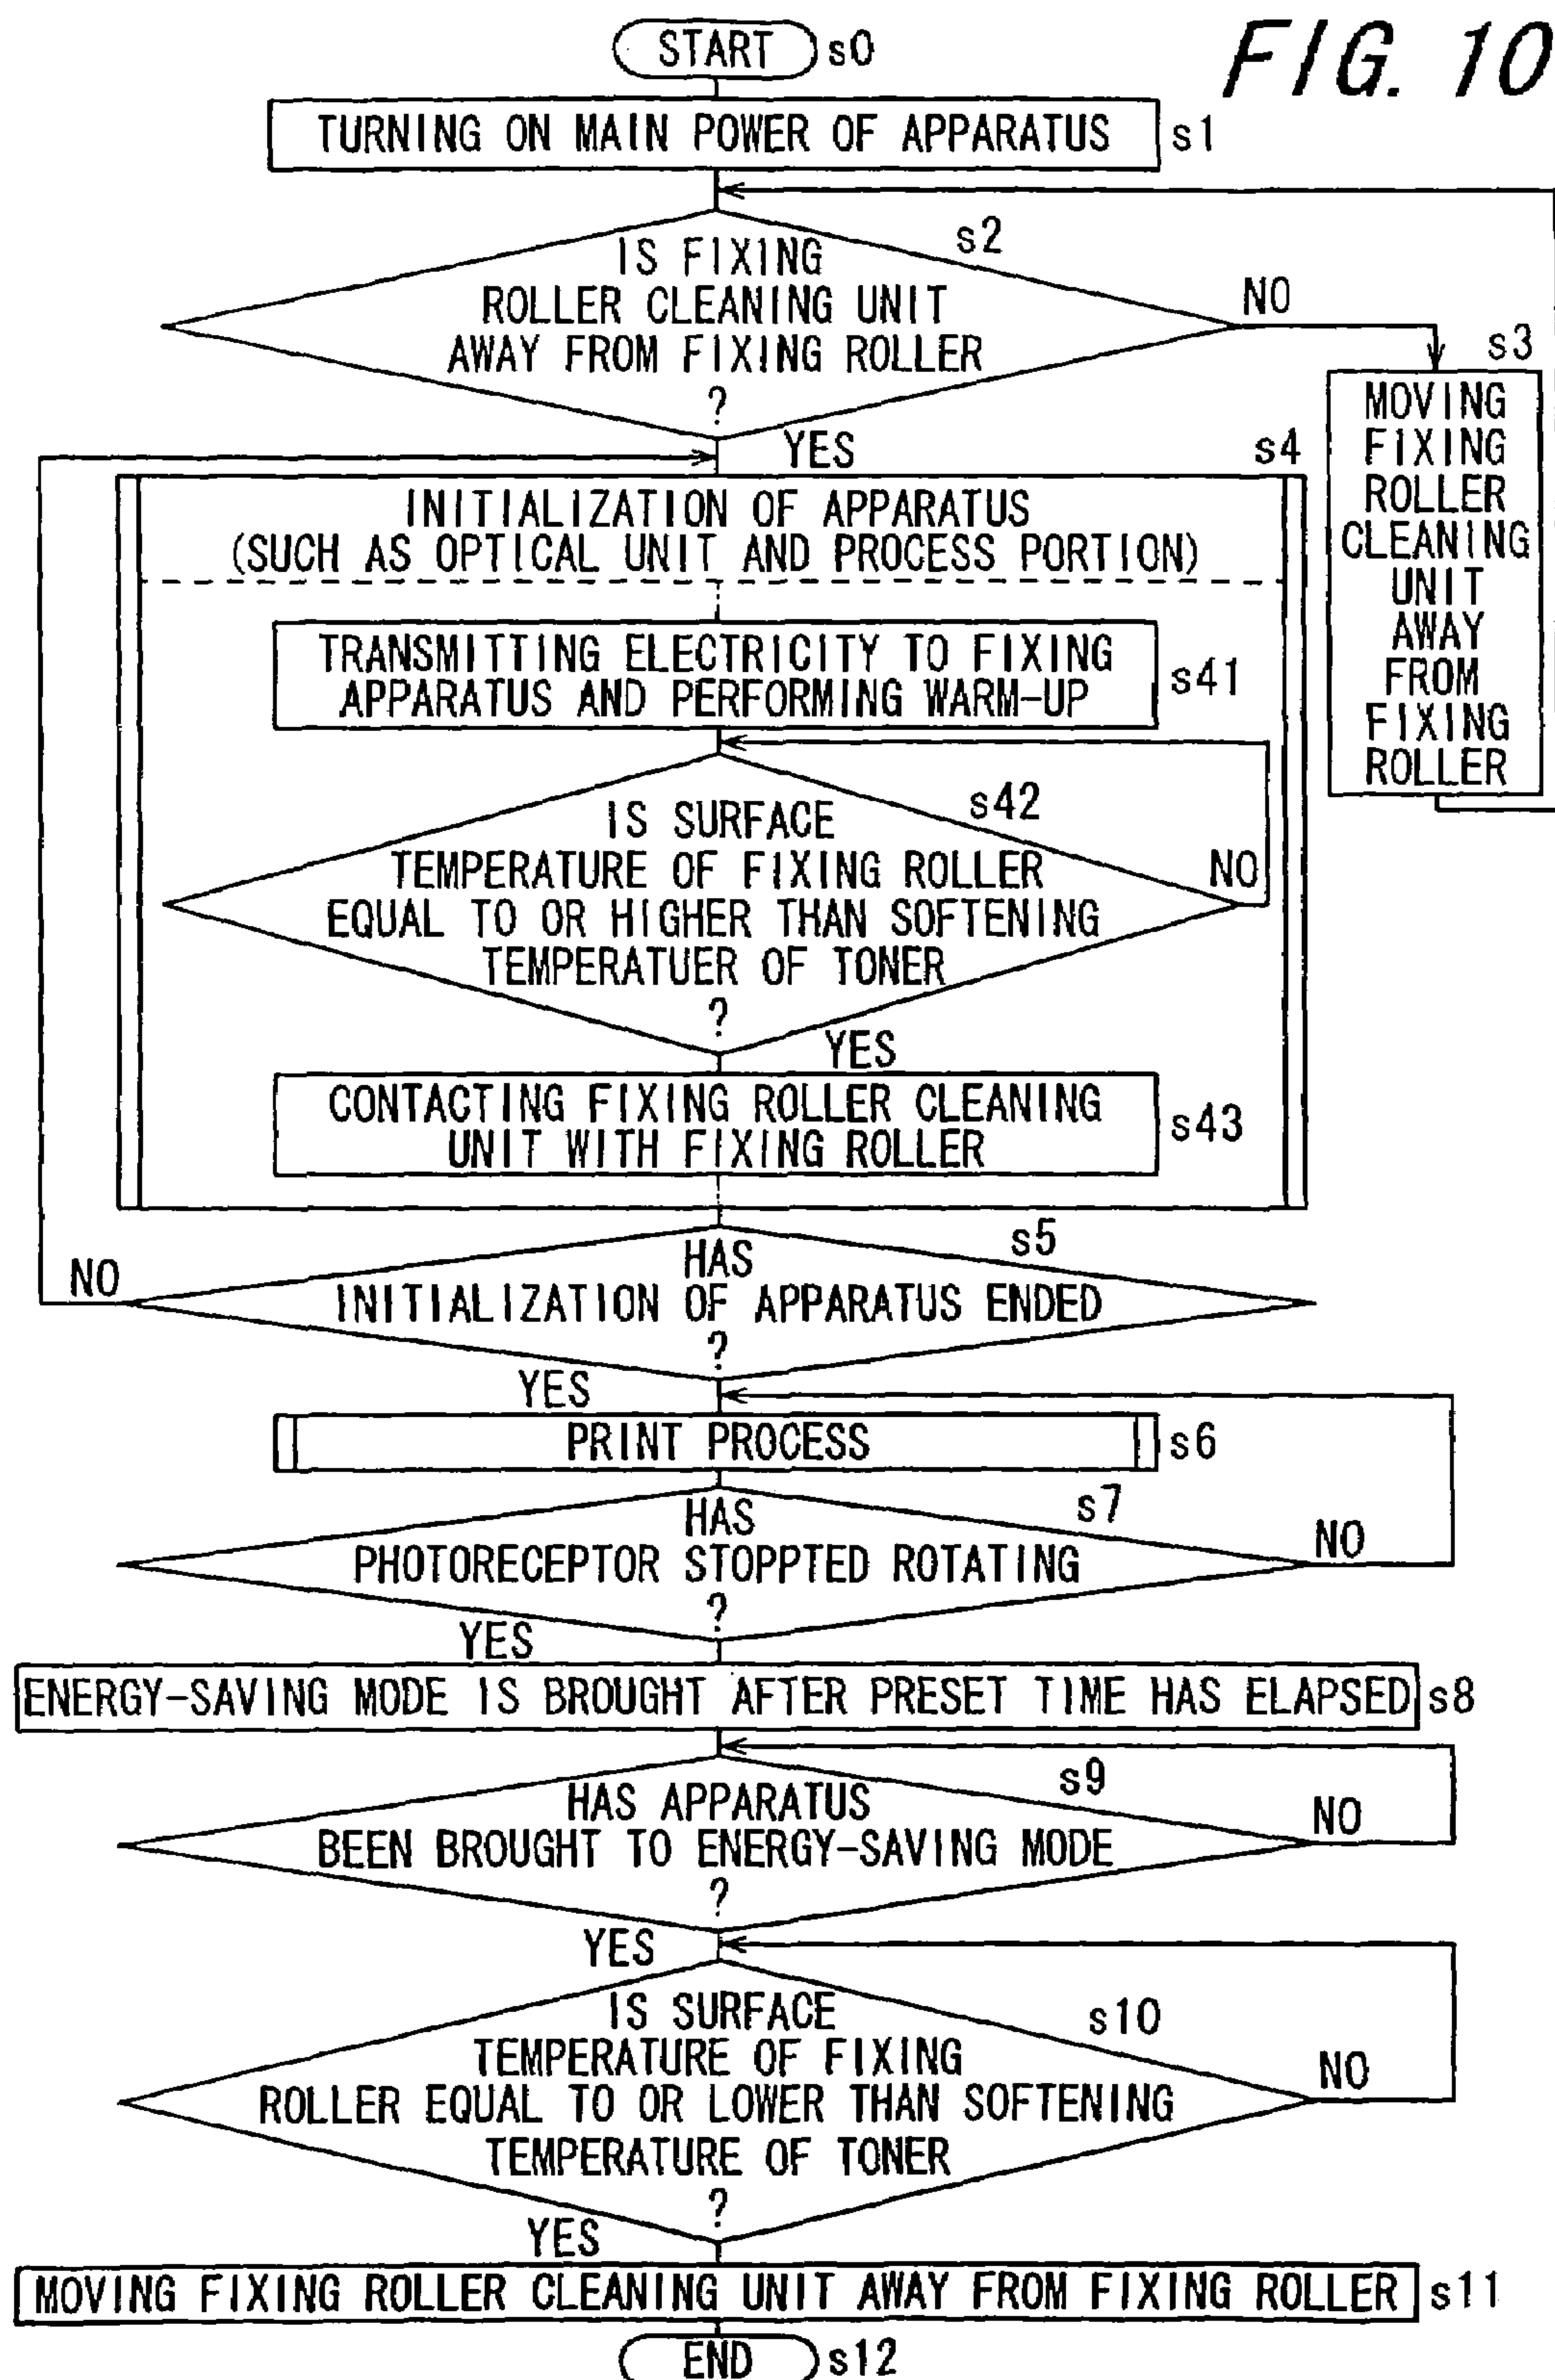 FIG. 10
START s0
TURNING ON MAIN POWER OF APPARATUS s1
s2
IS FIXING
ROLLER CLEANING UNIT
AWAY FROM FIXING ROLLER
?
NO
YES
s3
MOVING
FIXING
ROLLER
CLEANING
UNIT
AWAY
FROM
FIXING
ROLLER
s4
INITIALIZATION OF APPARATUS
(SUCH AS OPTICAL UNIT AND PROCESS PORTION)
TRANSMITTING ELECTRICITY TO FIXING
APPARATUS AND PERFORMING WARM-UP
s41
s42
IS SURFACE
TEMPERATURE OF FIXING ROLLER
EQUAL TO OR HIGHER THAN SOFTENING
TEMPERATUER OF TONER
?
NO
YES
CONTACTING FIXING ROLLER CLEANING
UNIT WITH FIXING ROLLER
s43
s5
HAS
INITIALIZATION OF APPARATUS ENDED
?
NO
YES
PRINT PROCESS s6
s7
HAS
PHOTORECEPTOR STOPPTED ROTATING
?
NO
YES
ENERGY-SAVING MODE IS BROUGHT AFTER PRESET TIME HAS ELAPSED s8
s9
HAS APPARATUS
BEEN BROUGHT TO ENERGY-SAVING MODE
?
NO
YES
s10
IS SURFACE
TEMPERATURE OF FIXING
ROLLER EQUAL TO OR LOWER THAN SOFTENING
TEMPERATURE OF TONER
?
NO
YES
MOVING FIXING ROLLER CLEANING UNIT AWAY FROM FIXING ROLLER s11
END s12